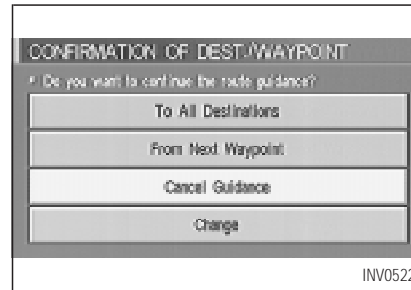 CONFIRMATION OF DEST./WAYPOINT
Do you want to continue the route guidance?
To All Destinations
From Next Waypoint
Cancel Guidance
Change
INV0522